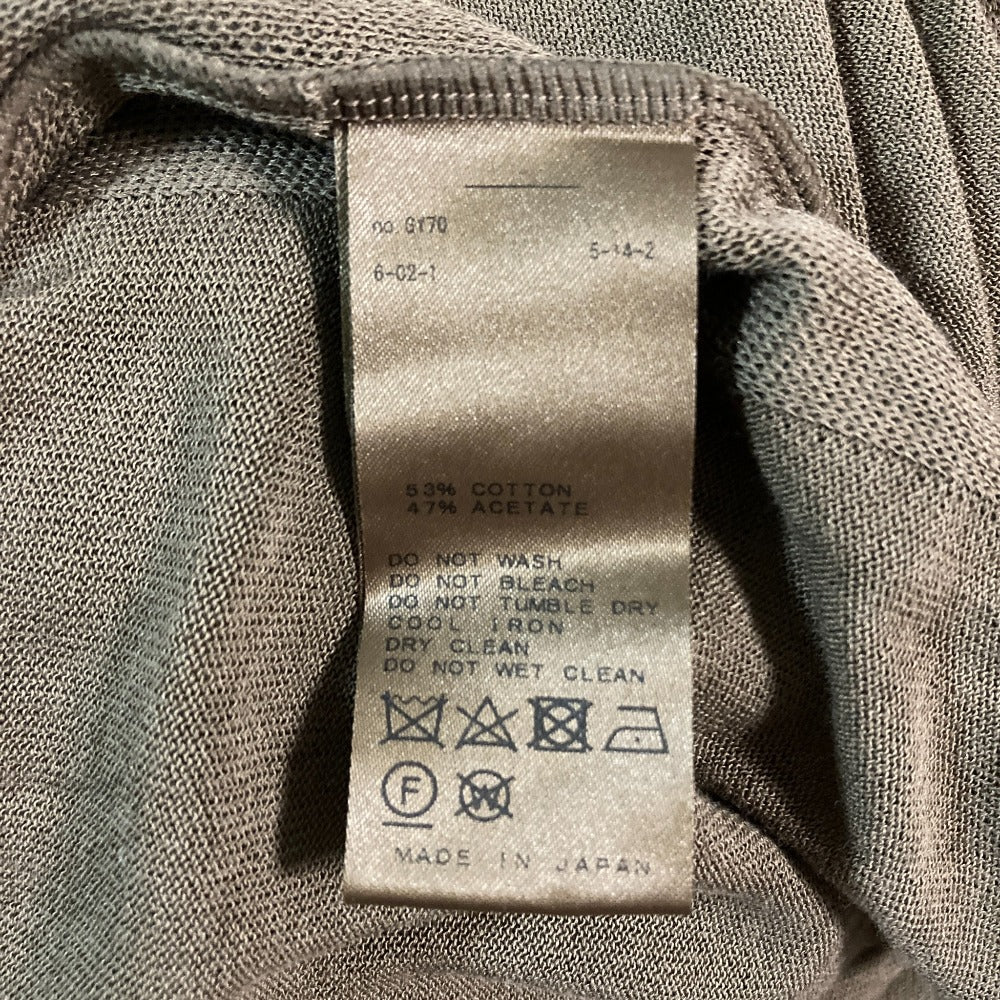 no. GY70
5-14-2
6-02-1
53% COTTON
47% ACETATE
DO NOT WASH
DO NOT BLEACH
DO NOT TUMBLE DRY
COOL IRON
DRY CLEAN
DO NOT WET CLEAN
F W
MADE IN JAPAN